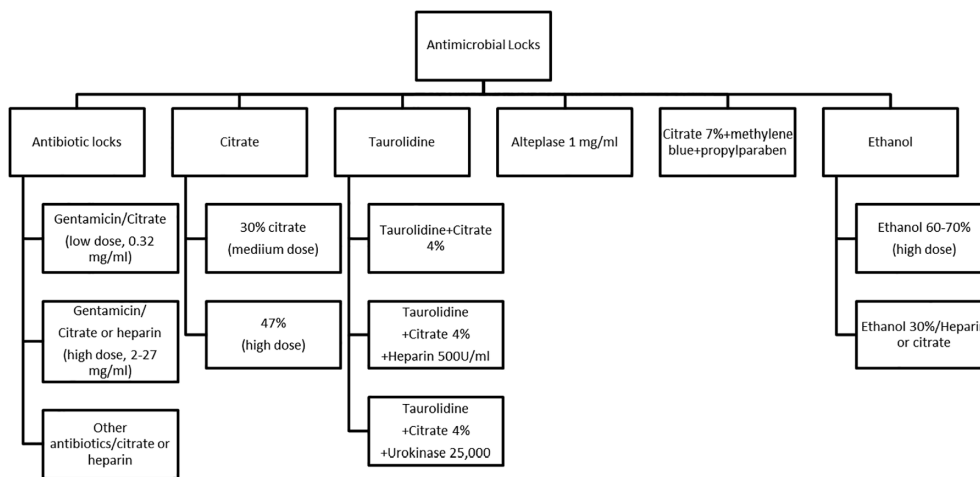 Antimicrobial Locks
Antibiotic locks
Citrate
Taurolidine
Alteplase 1 mg/ml
Citrate 7%+methylene
blue+propylparaben
Ethanol
Gentamicin/Citrate
(low dose, 0.32
mg/ml)
Gentamicin/
Citrate or heparin
(high dose, 2-27
mg/ml)
Other
antibiotics/citrate or
heparin
30% citrate
(mediium dose)
47%
(high dose)
Taurolidine+Citrate
4%
Taurolidine
+Citrate 4%
+Heparin 500U/ml
Taurolidine
+Citrate 4%
+Urokinase 25,000
Ethanol 60-70%
(high dose)
Ethanol 30%/Heparin
or citrate